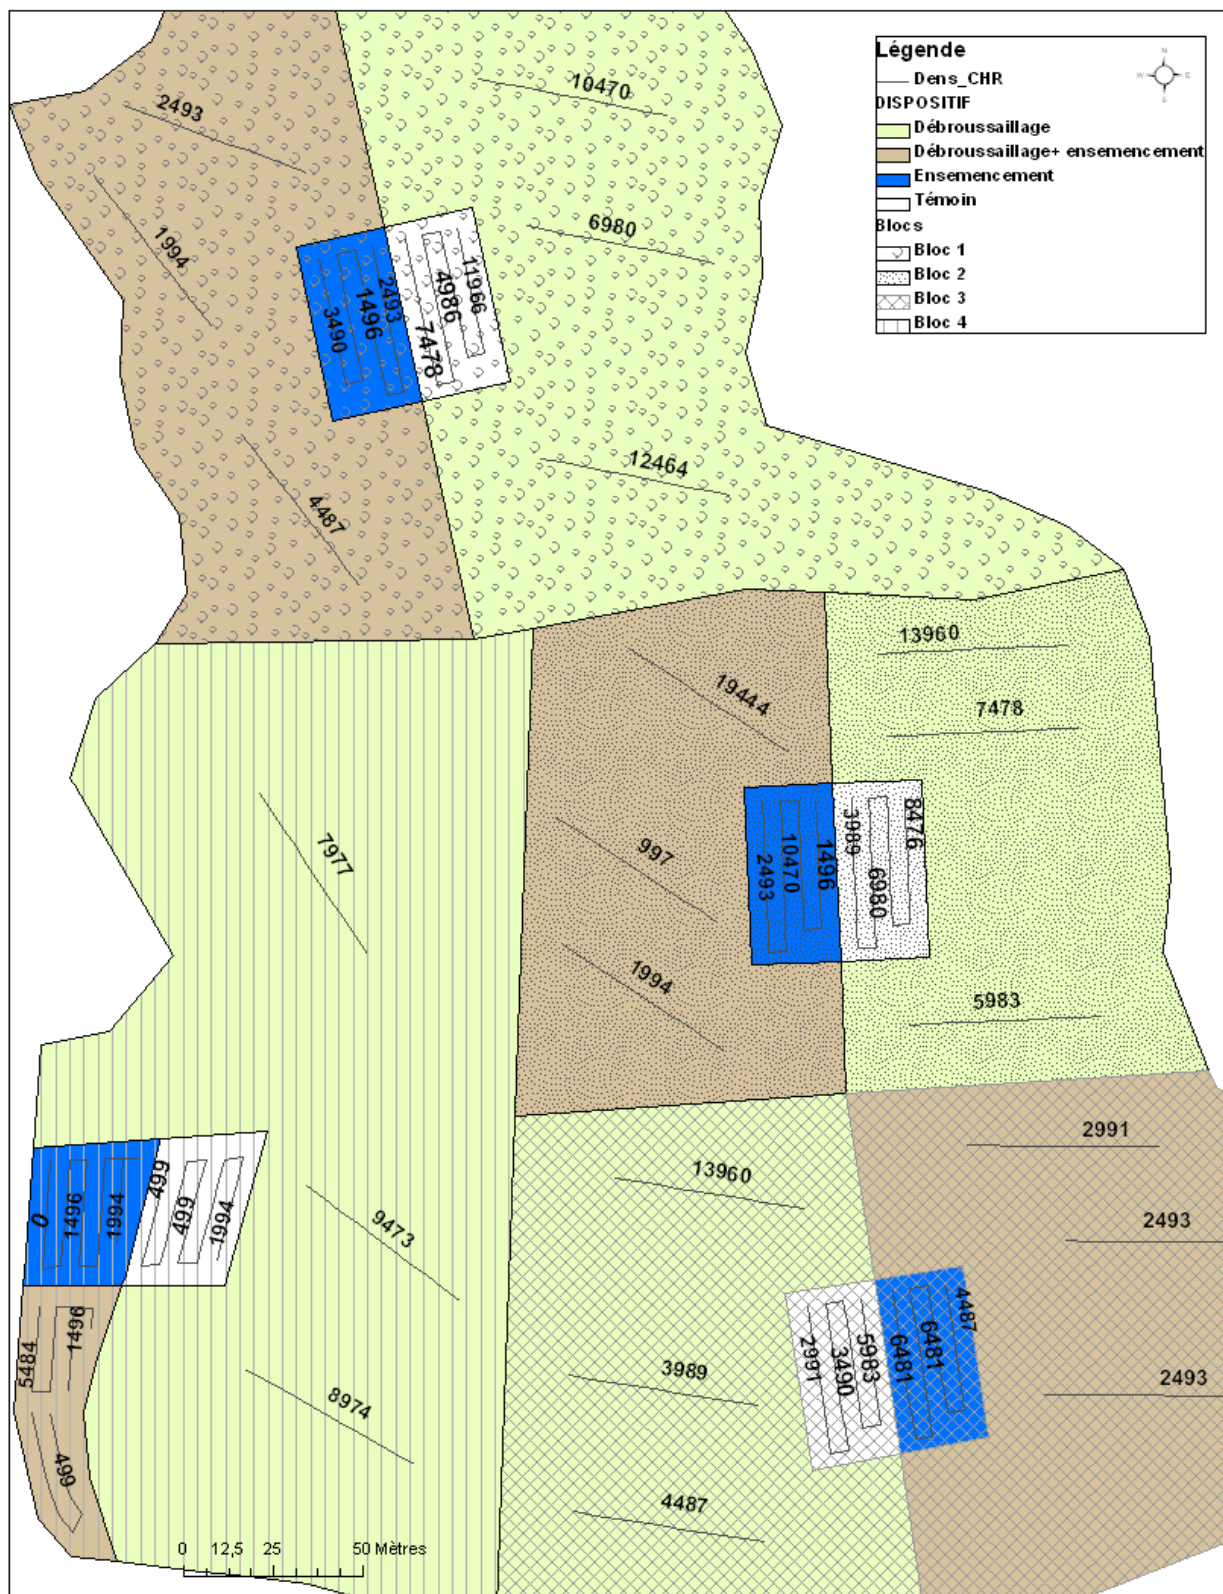 Légende
Dens_CHR
DISPOSITIF
Débroussaillage
Débroussaillage+ ensemencement
Ensemencement
Témoin
Blocs
Bloc 1
Bloc 2
Bloc 3
Bloc 4
N
W
E
S
10470
2493
6980
1994
11966
4986
2493
1496
3490
7478
12464
4487
13960
19444
7478
8476
3989
7977
997
1496
10470
2493
6980
1994
5983
2991
13960
499
499
1994
1994
1496
0
9473
2493
4487
6481
6481
5983
3490
2991
1496
5484
3989
2493
8974
499
4487
0 12,5 25 50 Mètres